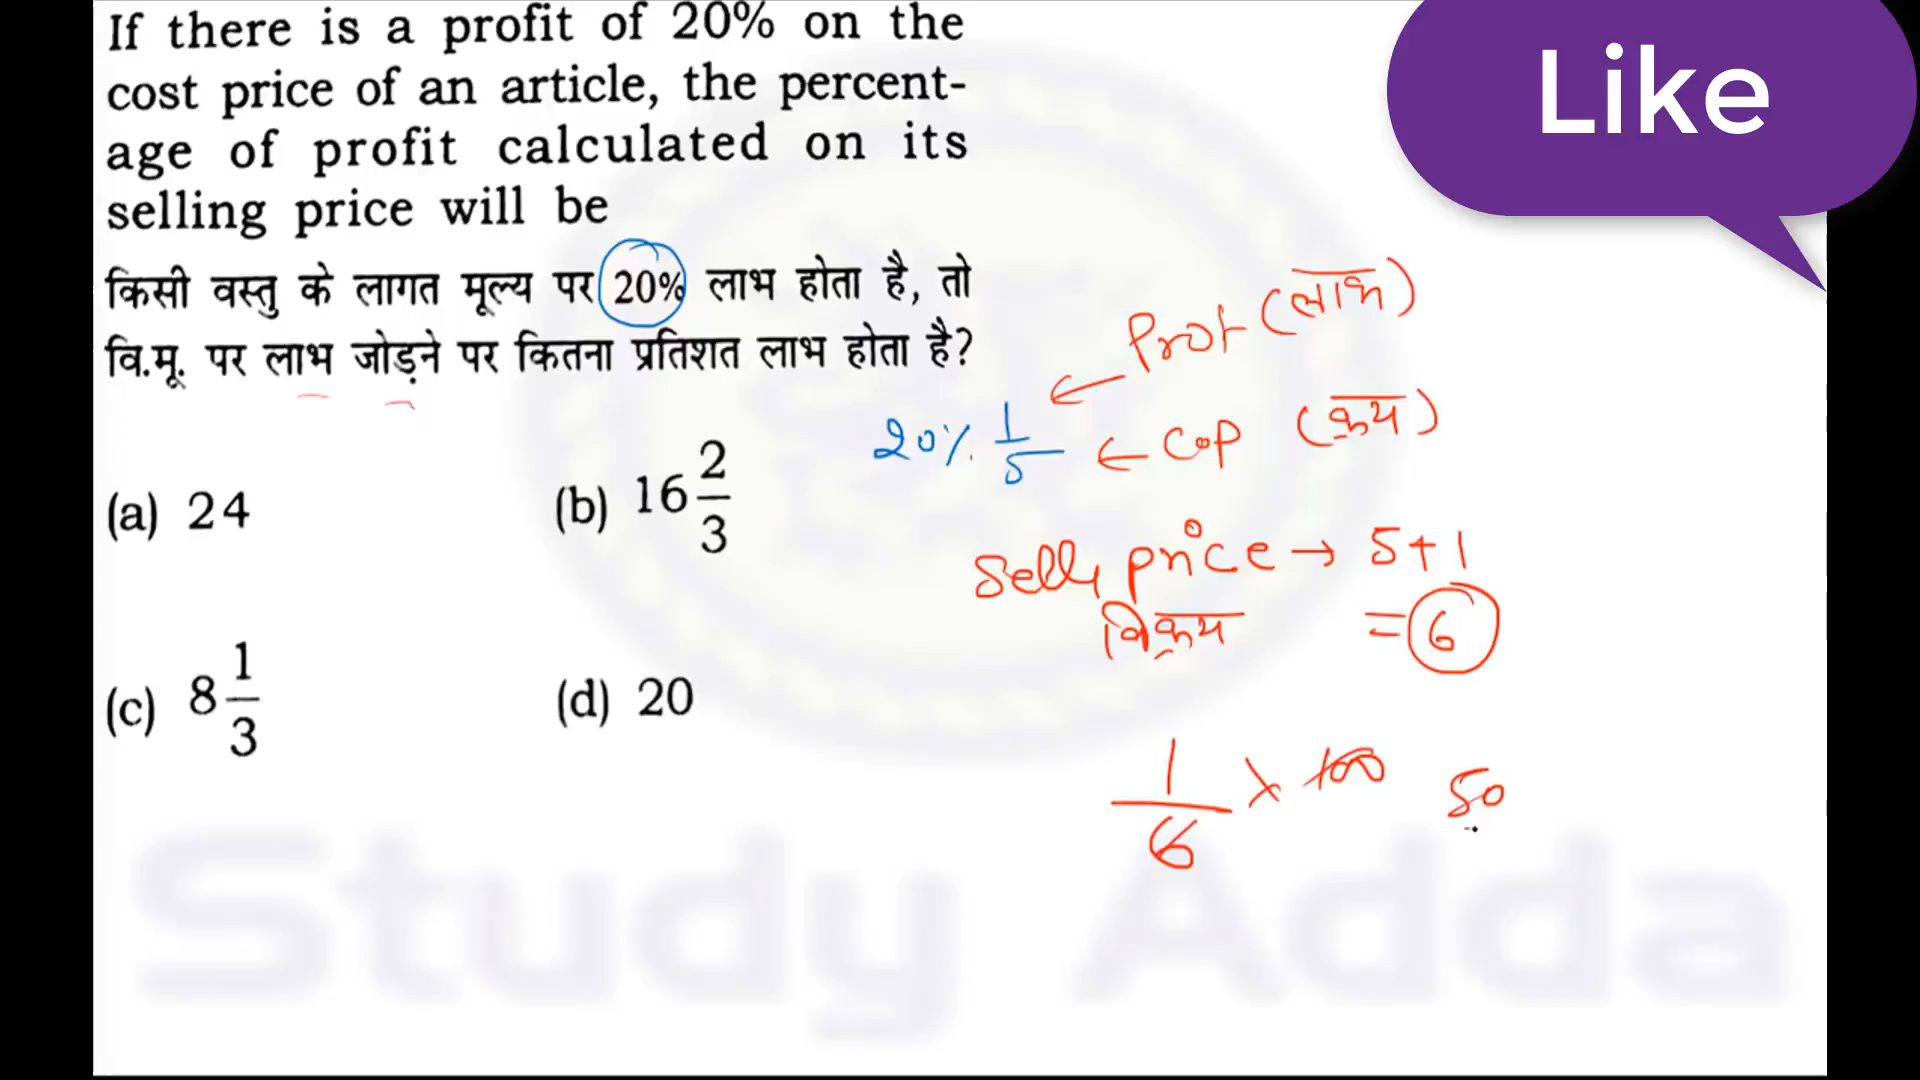 If there is a profit of 20% on the
cost price of an article, the percent-
age of profit calculated on its
selling price will be
किसी वस्तु के लागत मूल्य पर 20% लाभ होता है, तो
वि.मू. पर लाभ जोड़ने पर कितना प्रतिशत लाभ होता है?
(a) 24
(b) 16 2/3
(c) 8 1/3
(d) 20
Like
Prot (लाभ)
20% 1/5 ← C.P (क्रय)
price → 5+1
विक्रय = 6
1/6 × 100 50
Study Adda